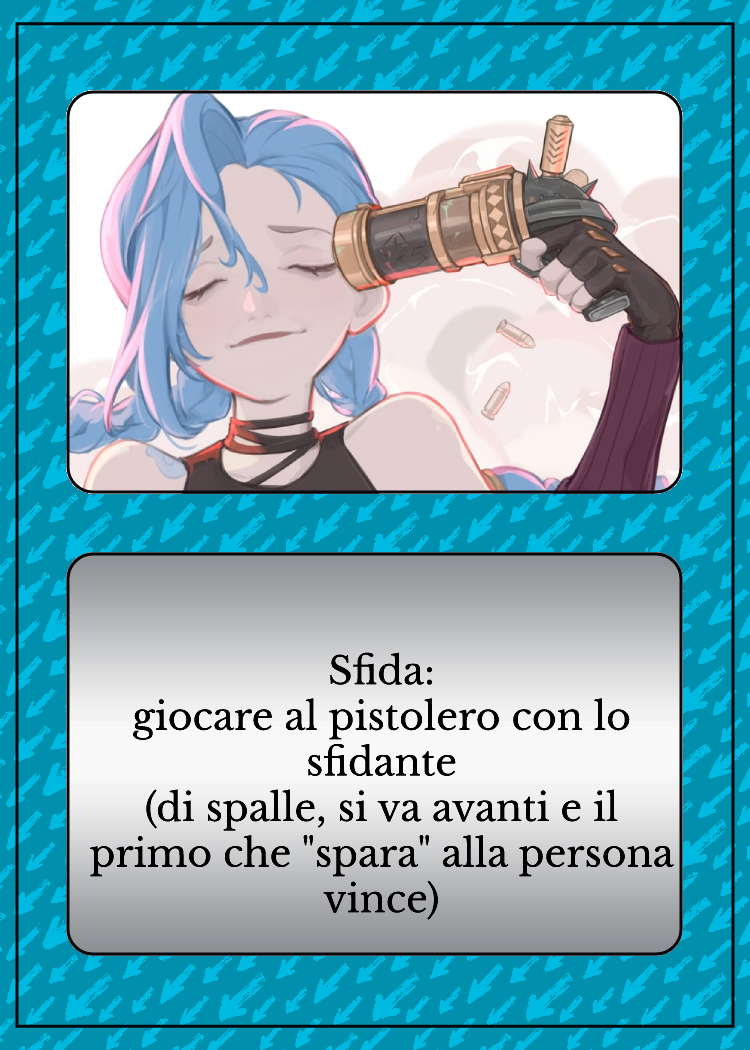 Sfida:
giocare al pistolero con lo
sfidante
(di spalle, si va avanti e il
primo che "spara" alla persona
vince)